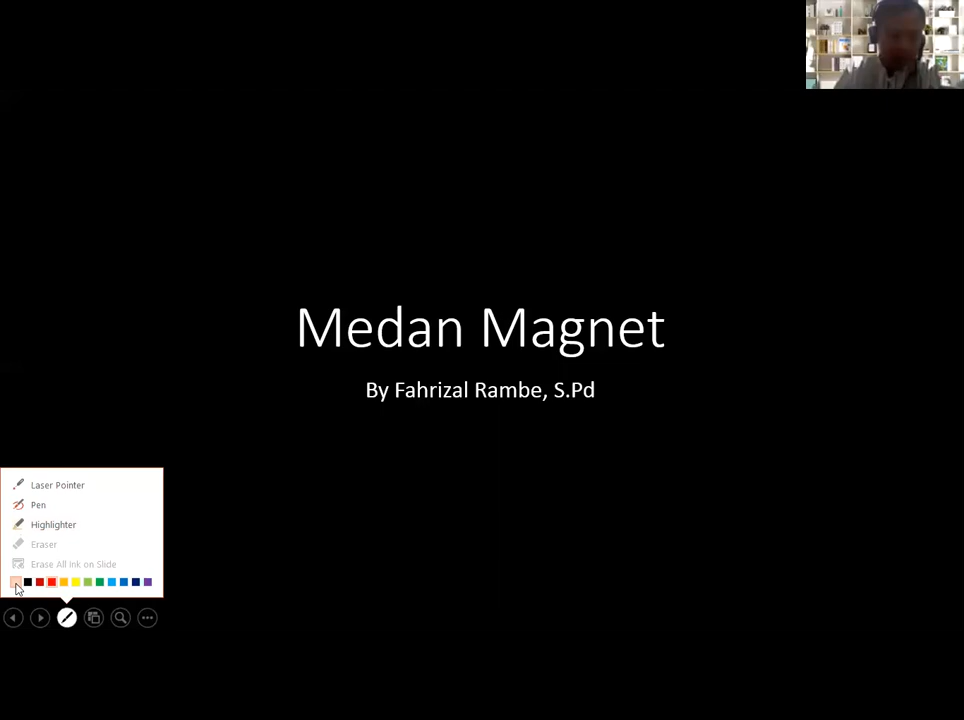 Medan Magnet
By Fahrizal Rambe, S.Pd
Laser Pointer
Pen
Highlighter
Eraser
Erase All Ink on Slide